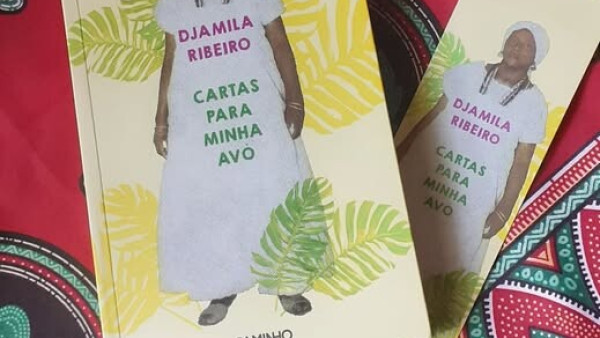 DJAMILA
RIBEIRO
CARTAS
PARA
MINHA
AVÓ
DJAMILA
RIBEIRO
CARTAS
PARA
MINHA
AVÓ